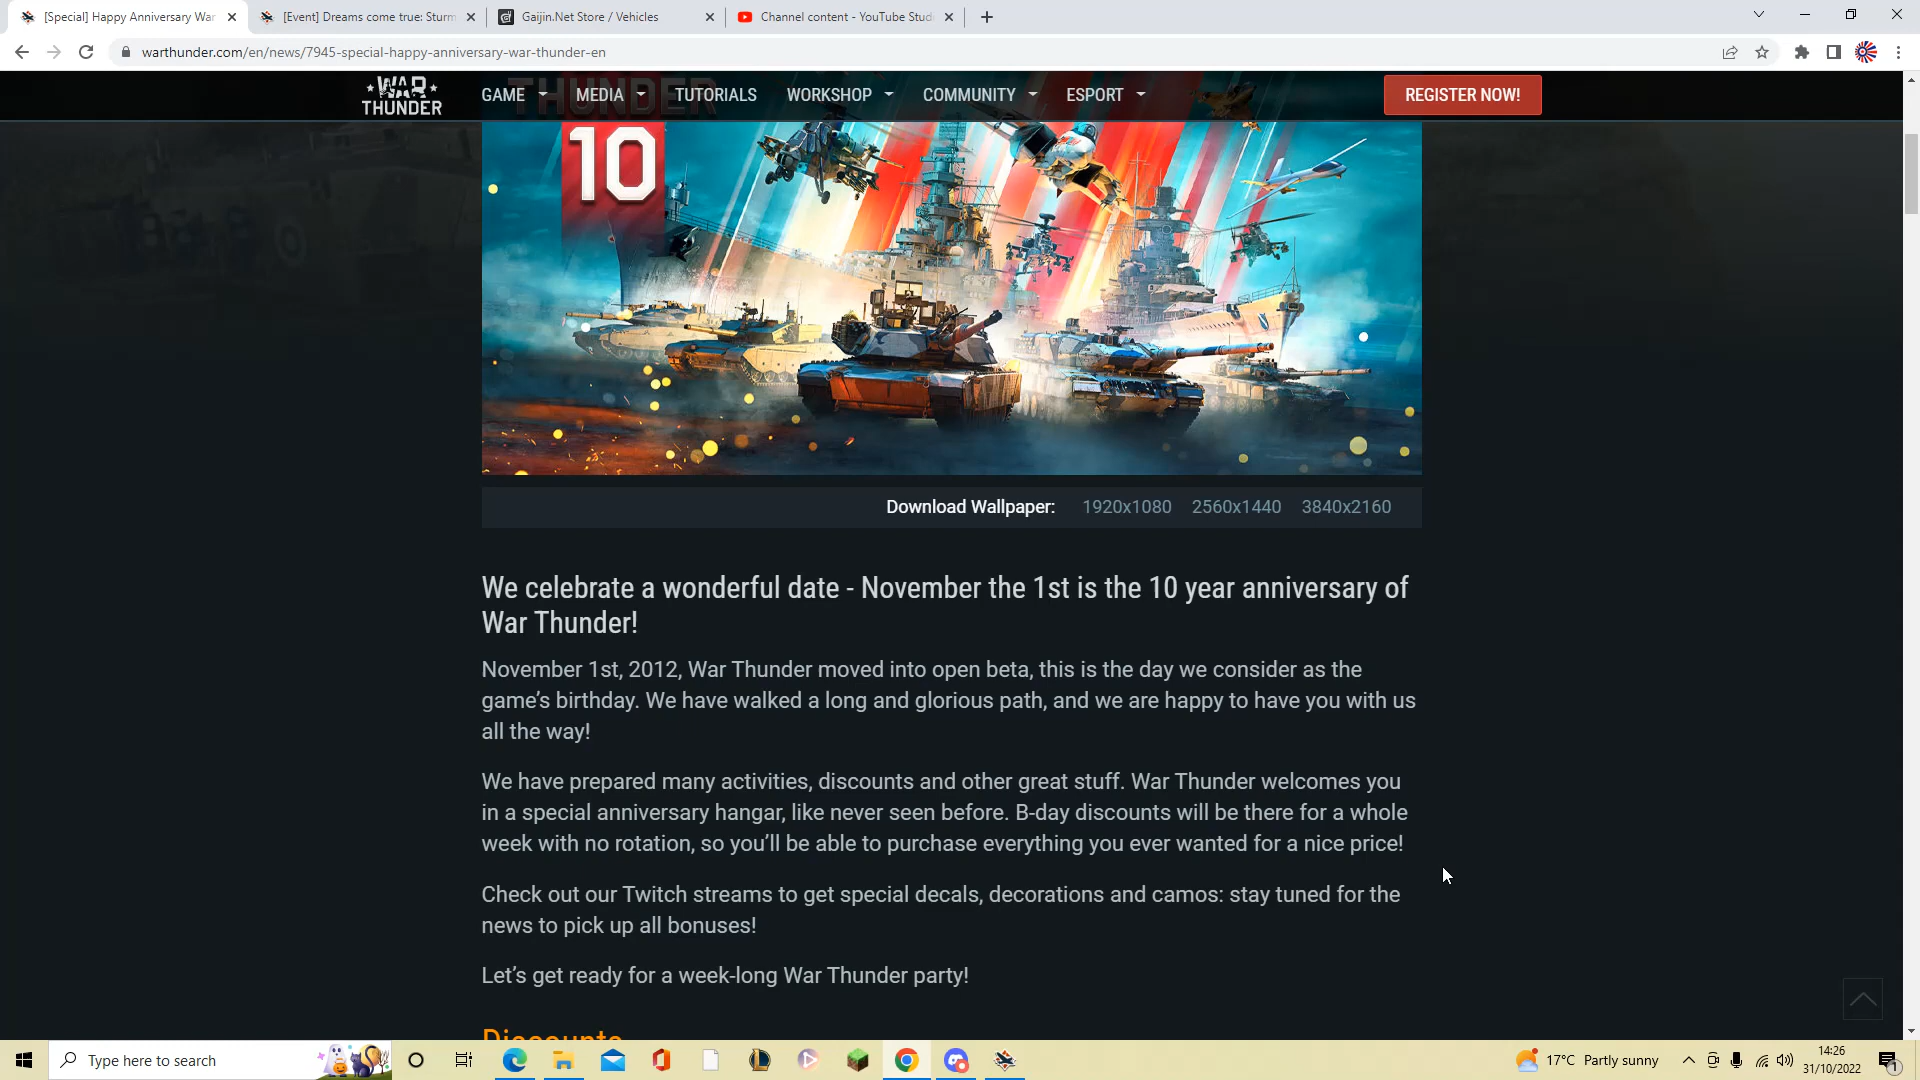 [Special] Happy Anniversary War
[Event] Dreams come true: Sturm
Gaijin.Net Store / Vehicles
Channel content - YouTube Stud
warthunder.com/en/news/7945-special-happy-anniversary-war-thunder-en
WAR
THUNDER
GAME
MEDIA
TUTORIALS
WORKSHOP
COMMUNITY
ESPORT
REGISTER NOW!
THUNDER
10
Download Wallpaper: 1920x1080 2560x1440 3840x2160
We celebrate a wonderful date - November the 1st is the 10 year anniversary of
War Thunder!
November 1st, 2012, War Thunder moved into open beta, this is the day we consider as the
game’s birthday. We have walked a long and glorious path, and we are happy to have you with us
all the way!
We have prepared many activities, discounts and other great stuff. War Thunder welcomes you
in a special anniversary hangar, like never seen before. B-day discounts will be there for a whole
week with no rotation, so you’ll be able to purchase everything you ever wanted for a nice price!
Check out our Twitch streams to get special decals, decorations and camos: stay tuned for the
news to pick up all bonuses!
Let’s get ready for a week-long War Thunder party!
Discounts
Type here to search
17°C Partly sunny
14:26
31/10/2022
1